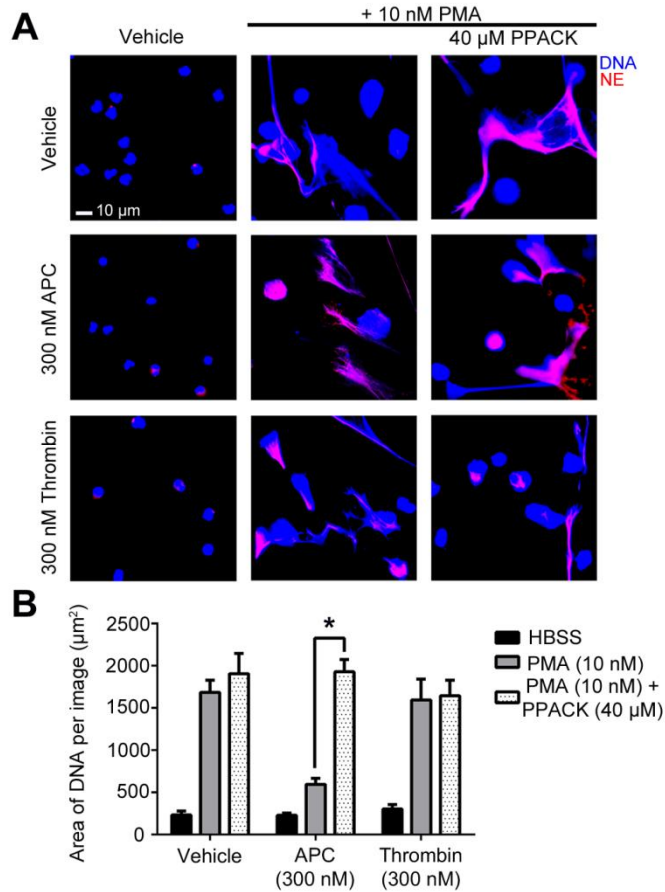 A
+ 10 nM PMA
Vehicle
40 µM PPACK
DNA
NE
Vehicle
10 µm
300 nM APC
300 nM Thrombin
B
Area of DNA per image (µm²)
2500
2000
1500
1000
500
0
*
HBSS
PMA (10 nM)
PMA (10 nM) +
PPACK (40 µM)
Vehicle
APC
(300 nM)
Thrombin
(300 nM)